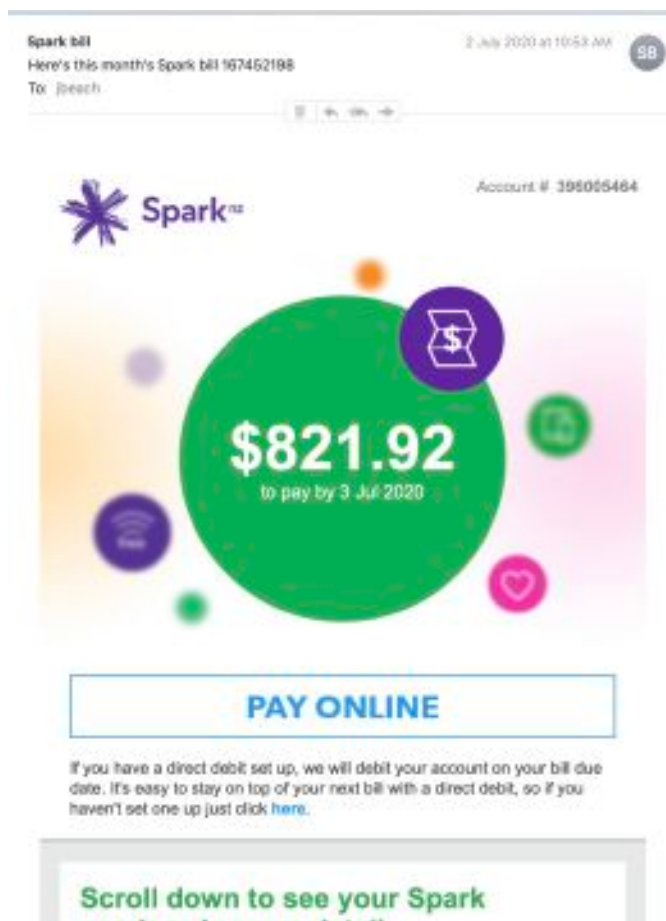 Spark bill
2 July 2020 at 10:53 AM
SB
Here's this month's Spark bill 167452198
To: jbeach
Spark nz
Account # 396005464
$
$821.92
to pay by 3 Jul 2020
PAY ONLINE
If you have a direct debit set up, we will debit your account on your bill due
date. It's easy to stay on top of your next bill with a direct debit, so if you
haven't set one up just click here.
Scroll down to see your Spark